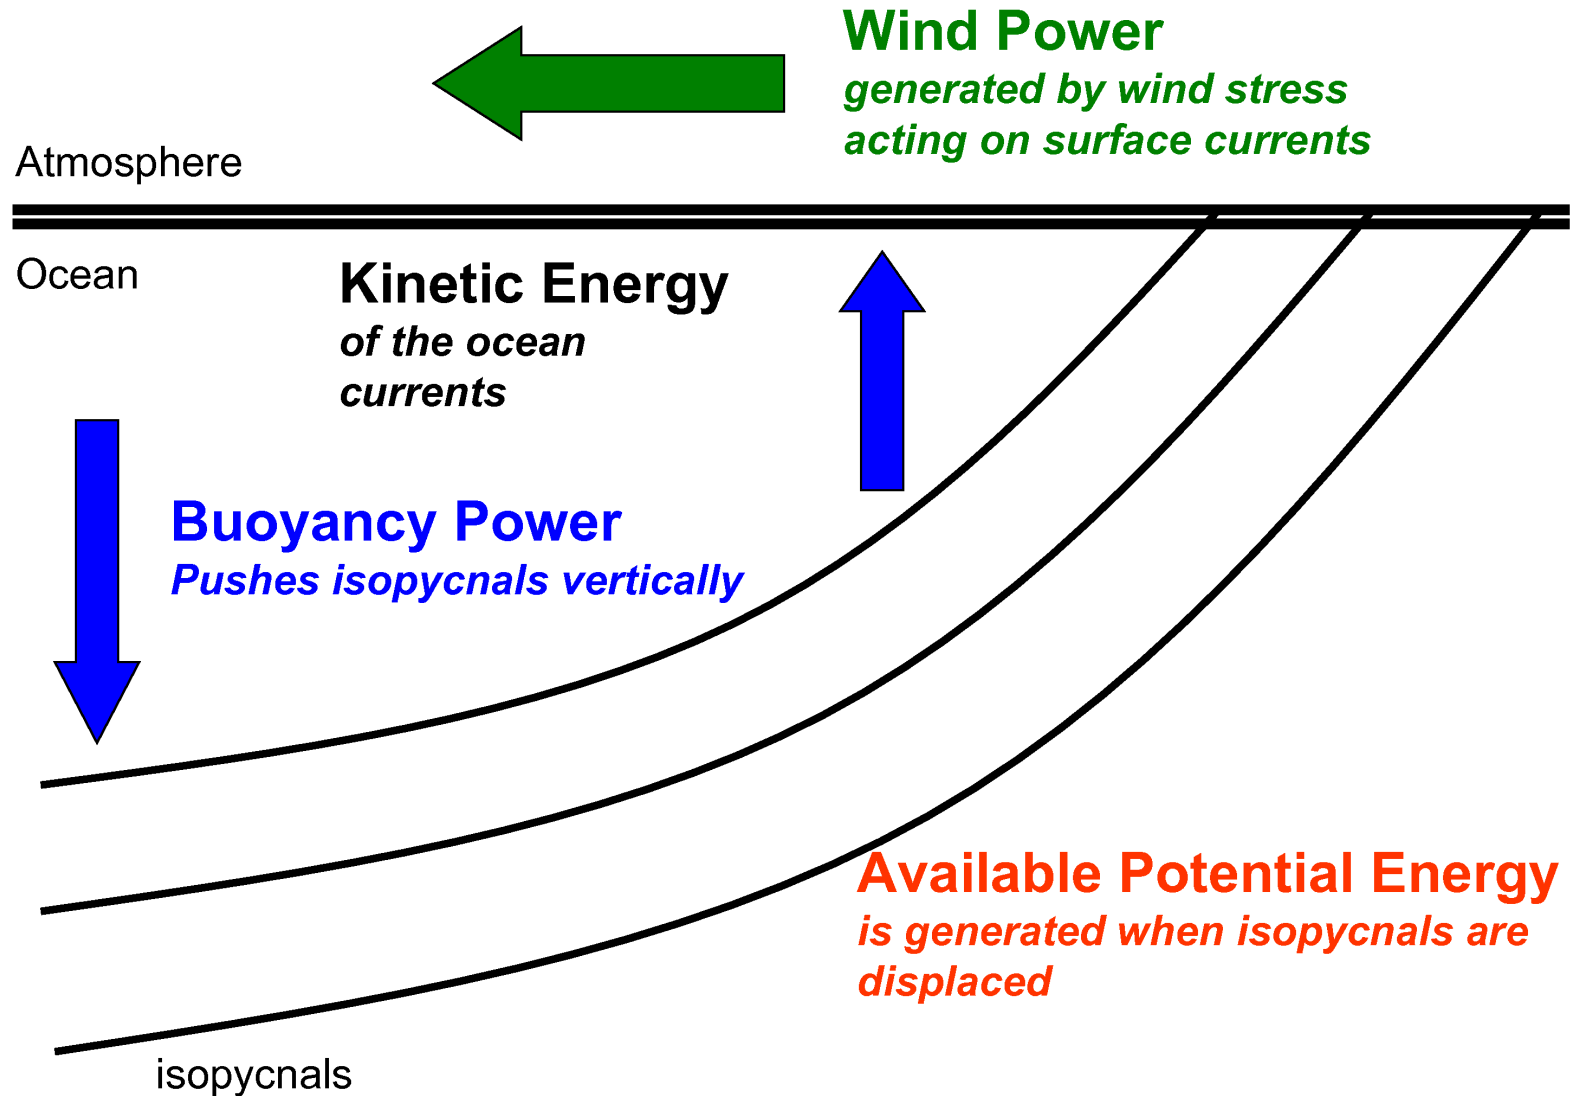 Wind Power
generated by wind stress
acting on surface currents
Atmosphere
Ocean
Kinetic Energy
of the ocean
currents
Buoyancy Power
Pushes isopycnals vertically
Available Potential Energy
is generated when isopycnals are
displaced
isopycnals